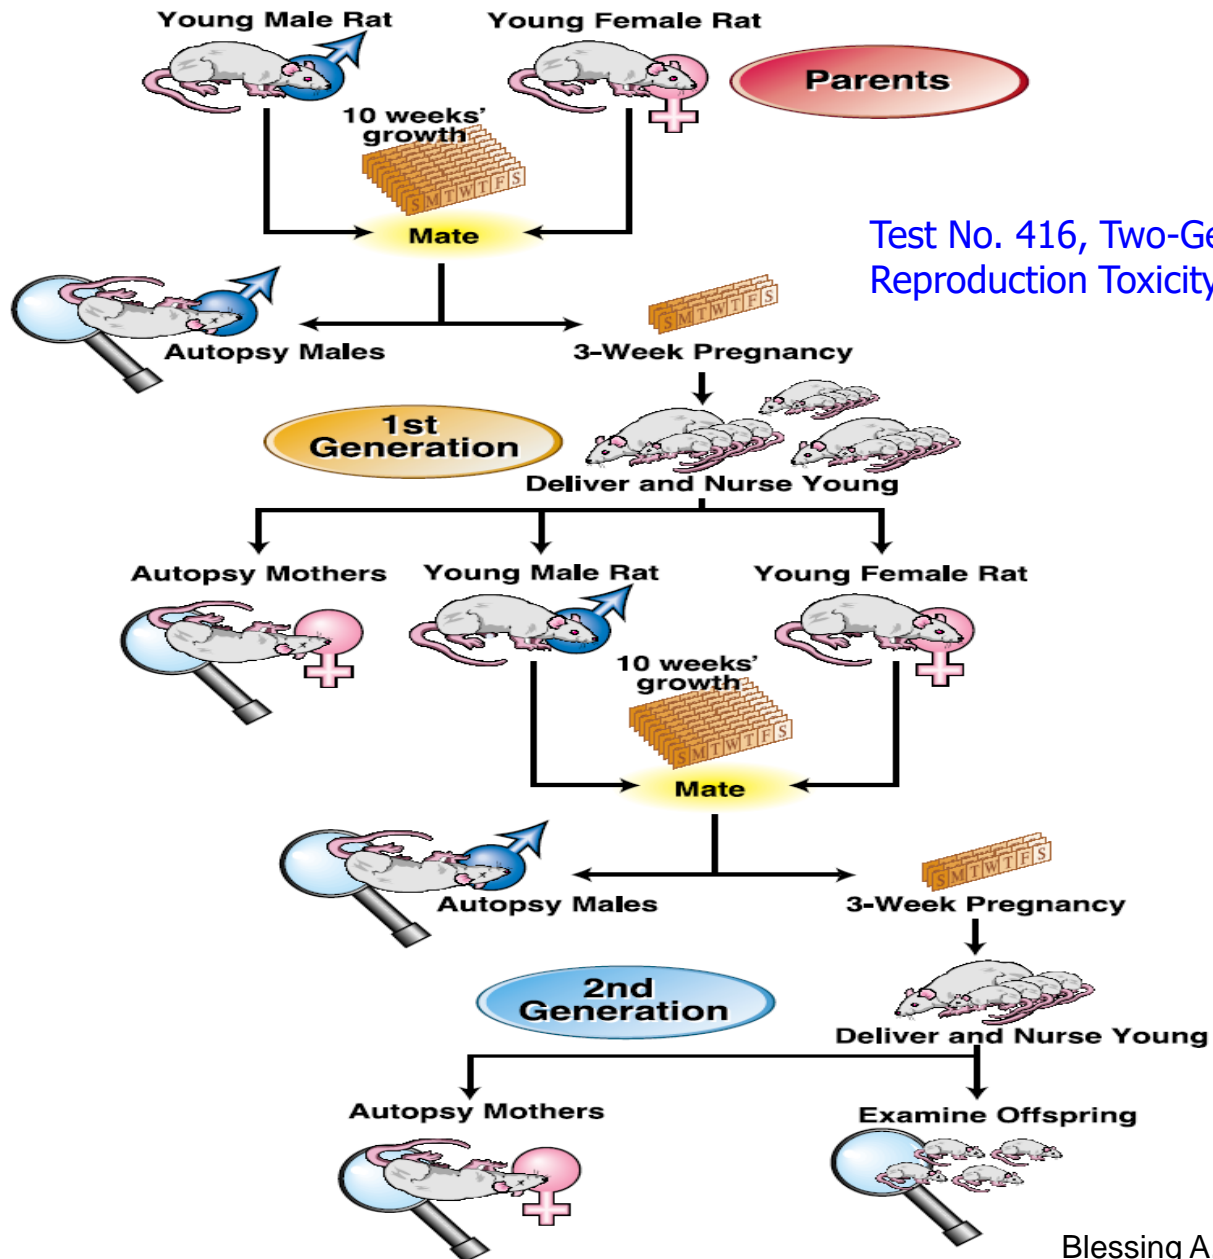 Young Male Rat
Young Female Rat
Parents
10 weeks'
growth
S M T W T F S
Mate
Test No. 416,
Reproduction Toxicity
Autopsy Males
S M T W T F S
3-Week Pregnancy
1st
Generation
Deliver and Nurse Young
Autopsy Mothers
Young Male Rat
Young Female Rat
10 weeks'
growth
S M T W T F S
Mate
Autopsy Males
S M T W T F S
3-Week Pregnancy
2nd
Generation
Deliver and Nurse Young
Autopsy Mothers
Examine Offspring
Blessing A